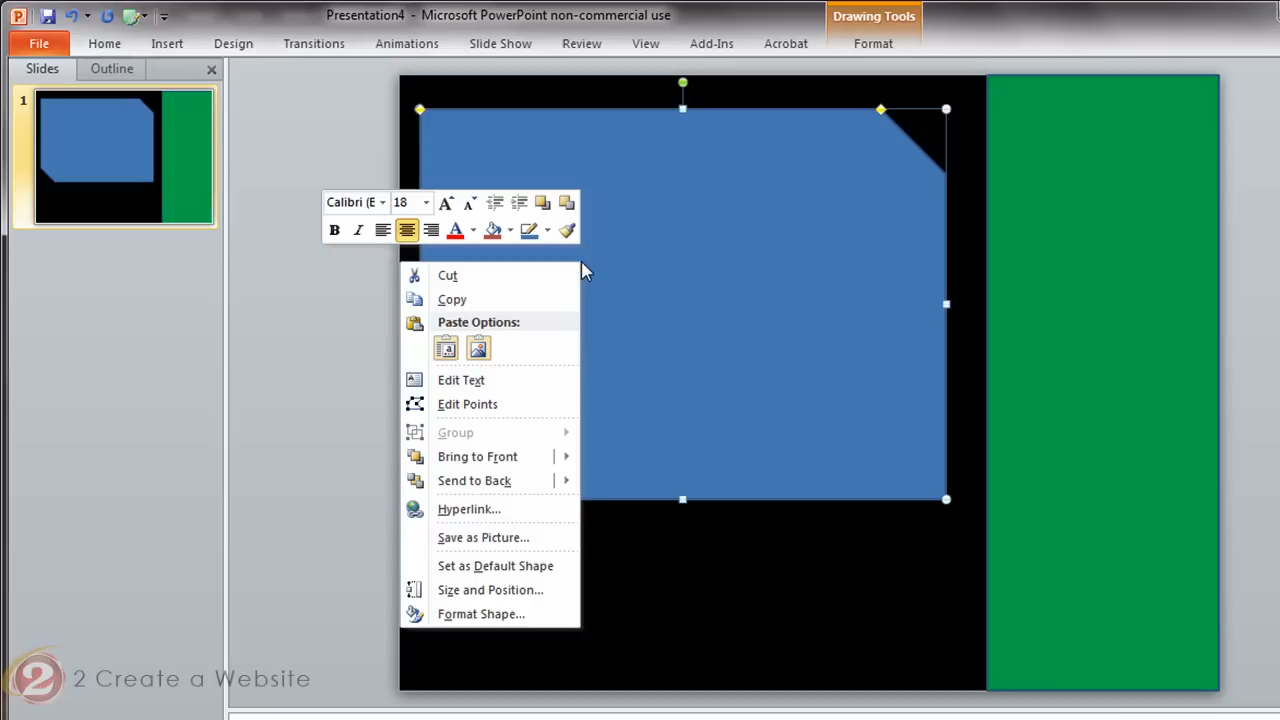 Presentation4 - Microsoft PowerPoint non-commercial use
Drawing Tools
File Home Insert Design Transitions Animations Slide Show Review View Add-Ins Acrobat Format
Slides Outline
1
Calibri (E 18
Cut
Copy
Paste Options:
Edit Text
Edit Points
Group
Bring to Front
Send to Back
Hyperlink...
Save as Picture...
Set as Default Shape
Size and Position...
Format Shape...
2 2 Create a Website